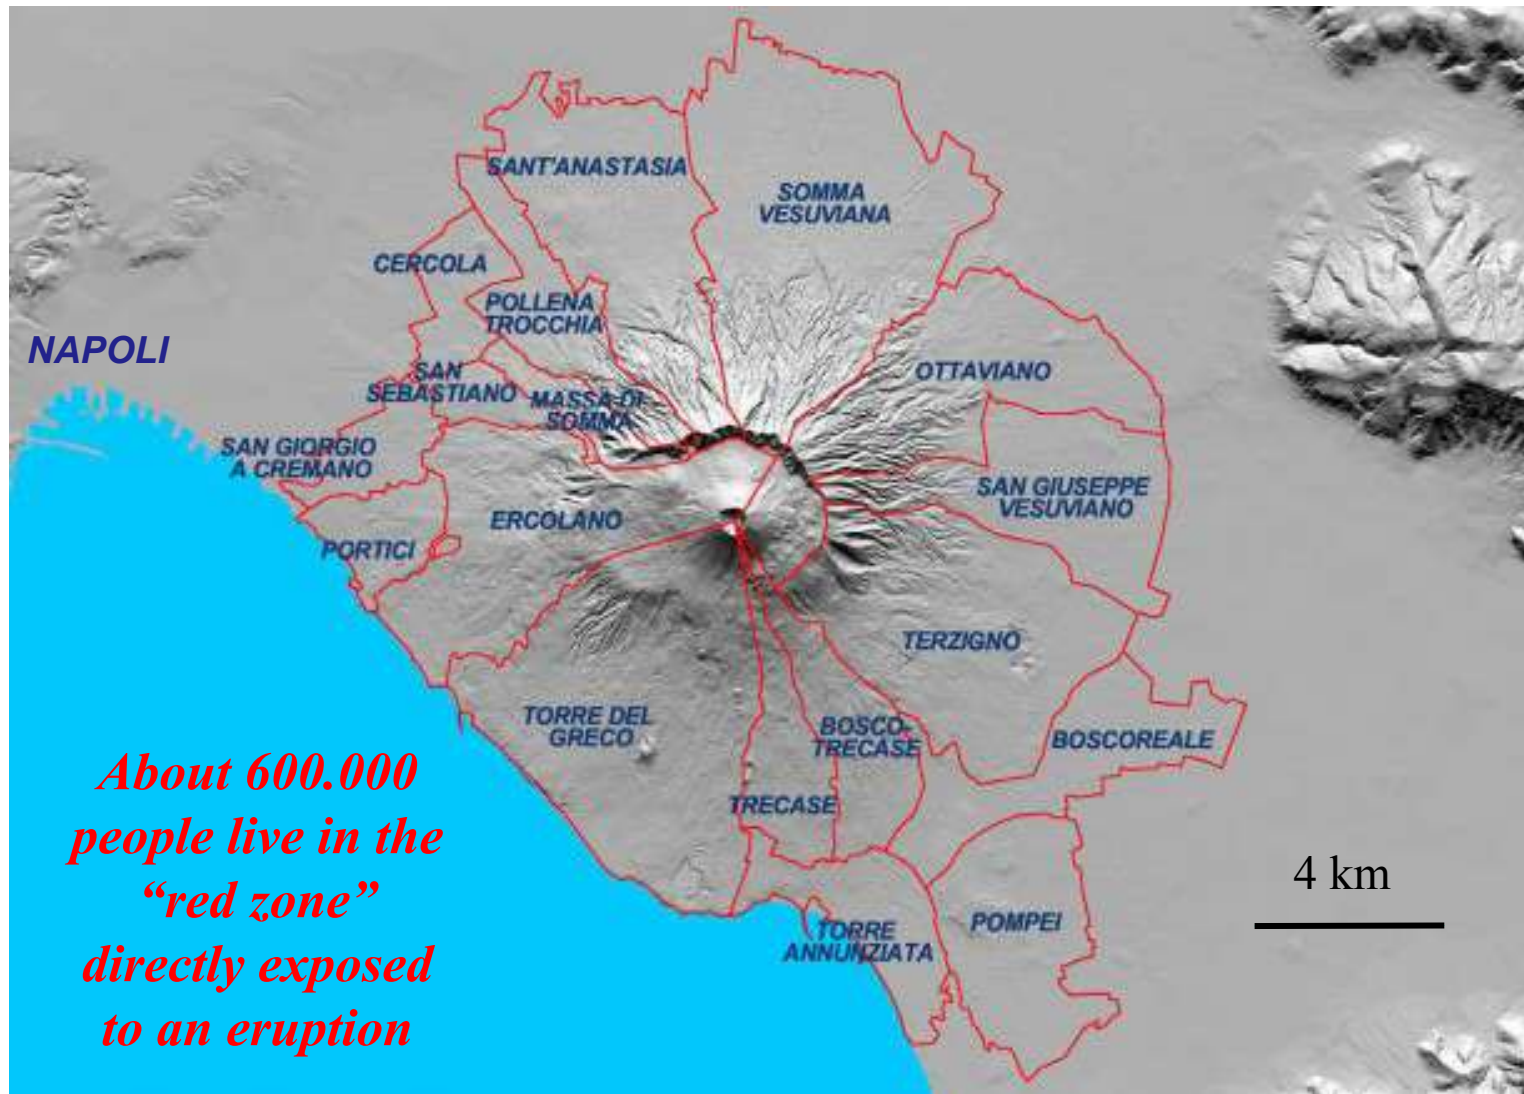 SANT'ANASTASIA
SOMMA
VESUVIANA
CERCOLA
POLLENA
TROCCHIA
NAPOLI
OTTAVIANO
SAN
SEBASTIANO
MASSA DI
SOMMA
SAN GIORGIO
A CREMANO
SAN GIUSEPPE
VESUVIANO
ERCOLANO
PORTICI
TERZIGNO
TORRE DEL
GRECO
BOSCO-
TRECASE
BOSCOREALE
TRECASE
About 600.000
people live in the
“red zone”
directly exposed
to an eruption
4 km
POMPEI
TORRE
ANNUNZIATA